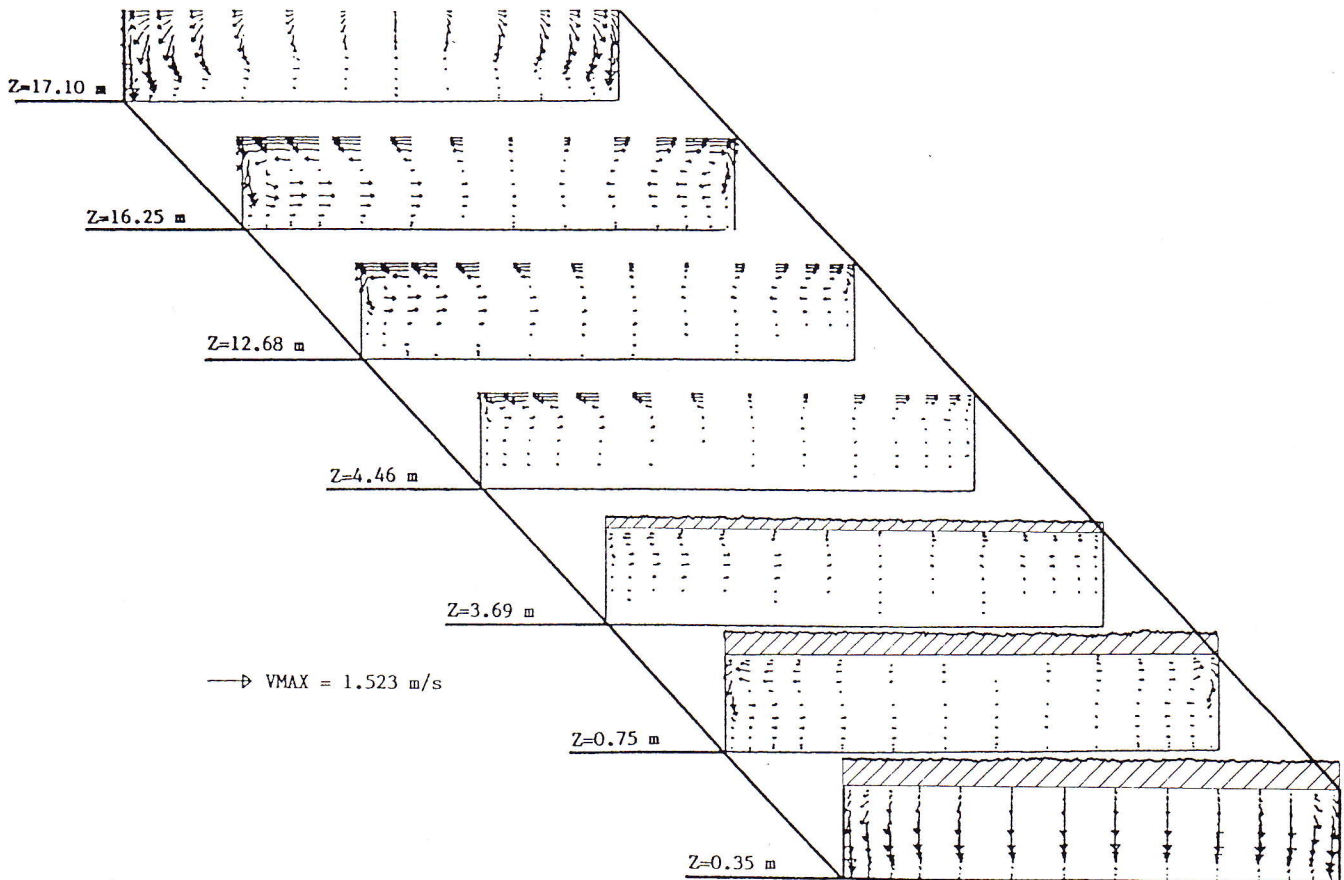 Z=17.10 m
Z=16.25 m
Z=12.68 m
Z=4.46 m
Z=3.69 m
VMAX = 1.523 m/s
Z=0.75 m
Z=0.35 m